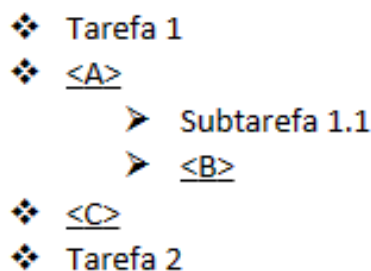 ❖ Tarefa 1
❖ <A>
➢ Subtarefa 1.1
➢ <B>
❖ <C>
❖ Tarefa 2